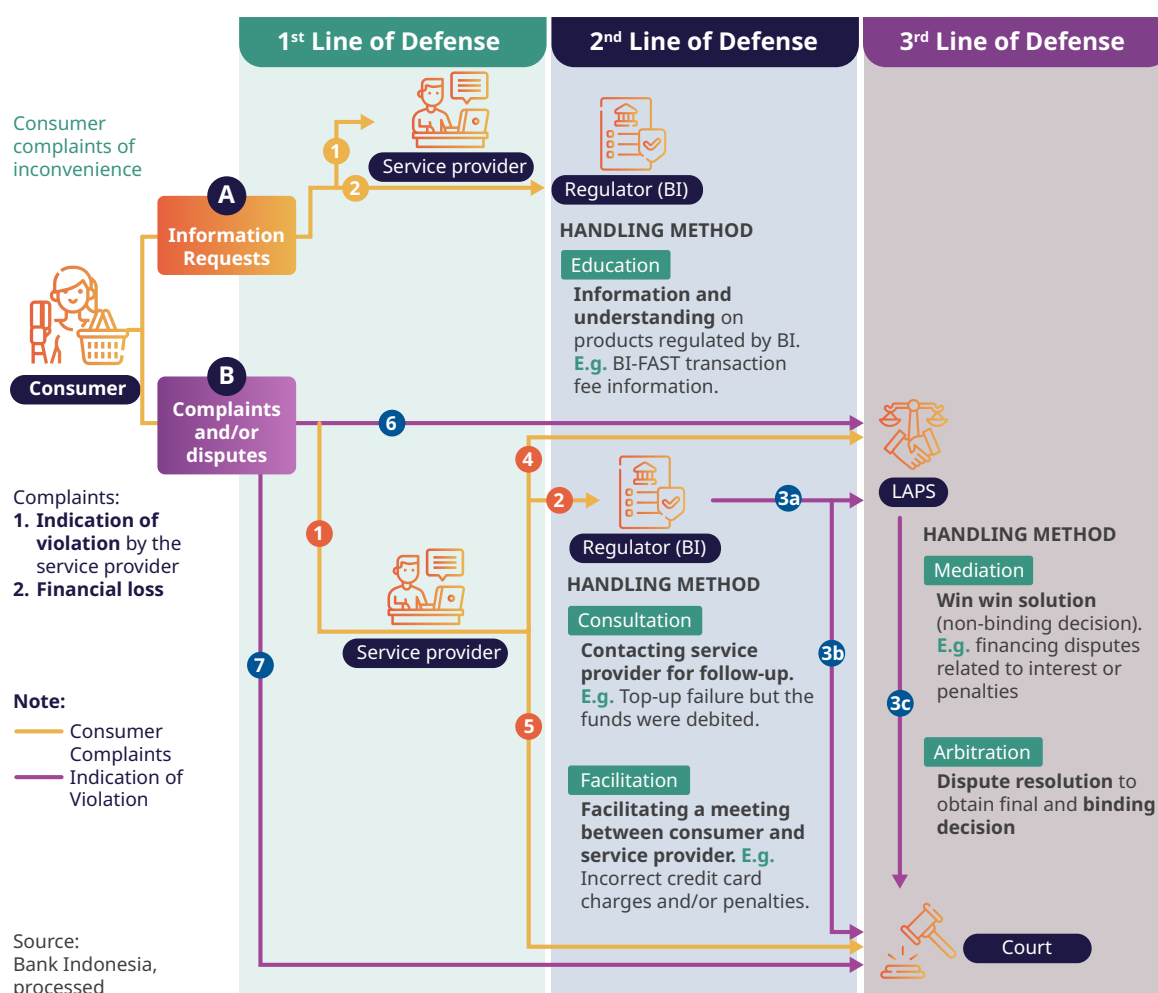 1st Line of Defense
2nd Line of Defense
3rd Line of Defense
Consumer
complaints of
inconvenience
A
Information
Requests
1
2
Service provider
Regulator (BI)
HANDLING METHOD
Education
Information and
understanding on
products regulated by BI.
E.g. BI-FAST transaction
fee information.
Consumer
B
Complaints
and/or
disputes
6
4
2
3a
1
Regulator (BI)
LAPS
Complaints:
1. Indication of
violation by the
service provider
2. Financial loss
Service provider
7
5
3b
3c
HANDLING METHOD
Consultation
Contacting service
provider for follow-up.
E.g. Top-up failure but the
funds were debited.
Facilitation
Facilitating a meeting
between consumer and
service provider. E.g.
Incorrect credit card
charges and/or penalties.
HANDLING METHOD
Mediation
Win win solution
(non-binding decision).
E.g. financing disputes
related to interest or
penalties
Arbitration
Dispute resolution to
obtain final and binding
decision
Court
Note:
Consumer
Complaints
Indication of
Violation
Source:
Bank Indonesia,
processed